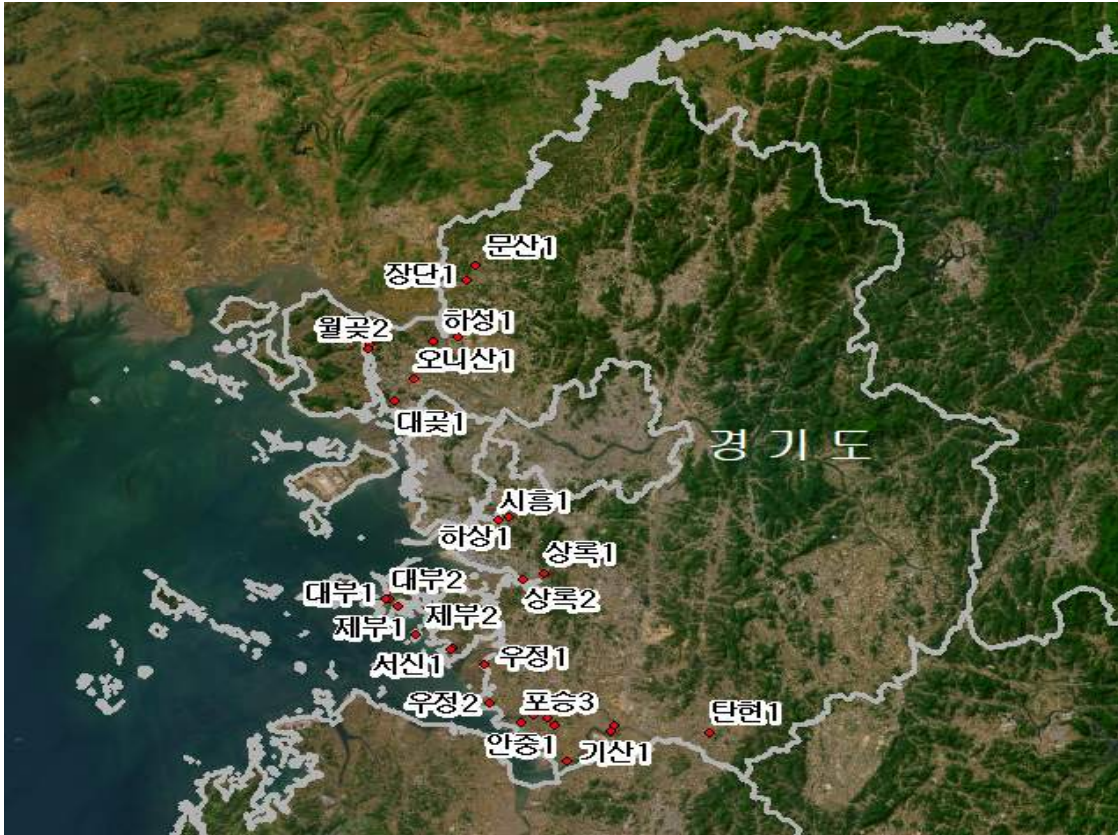 문산1
장단1
하성1
월곶2
오니산1
대곶1
경 기 도
시흥1
하상1
상록1
대부2
대부1
상록2
제부2
제부1
서신1
우정1
우정2
포승3
탄현1
안중1
기산1